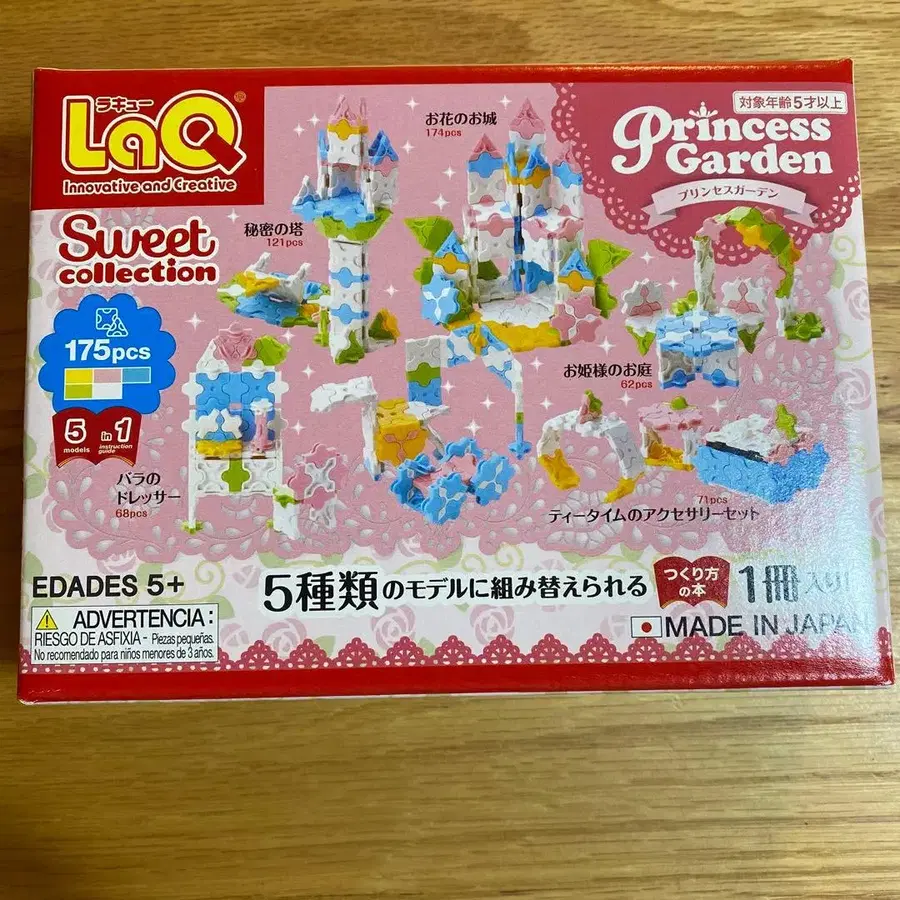 ラキュー
LaQ®
Innovative and Creative
Sweet
collection
175pcs
5 in 1
models instruction guide
対象年齢5才以上
Princess
Garden
プリンセスガーデン
お花のお城
174pcs
秘密の塔
121pcs
お姫様のお庭
62pcs
バラの
ドレッサー
68pcs
71pcs
ティータイムのアクセサリーセット
EDADES 5+
5種類のモデルに組み替えられる
つくり方
の本
1冊入り!
ADVERTENCIA:
RIESGO DE ASFIXIA - Piezas pequeñas.
No recomendado para niños menores de 3 años.
MADE IN JAPAN